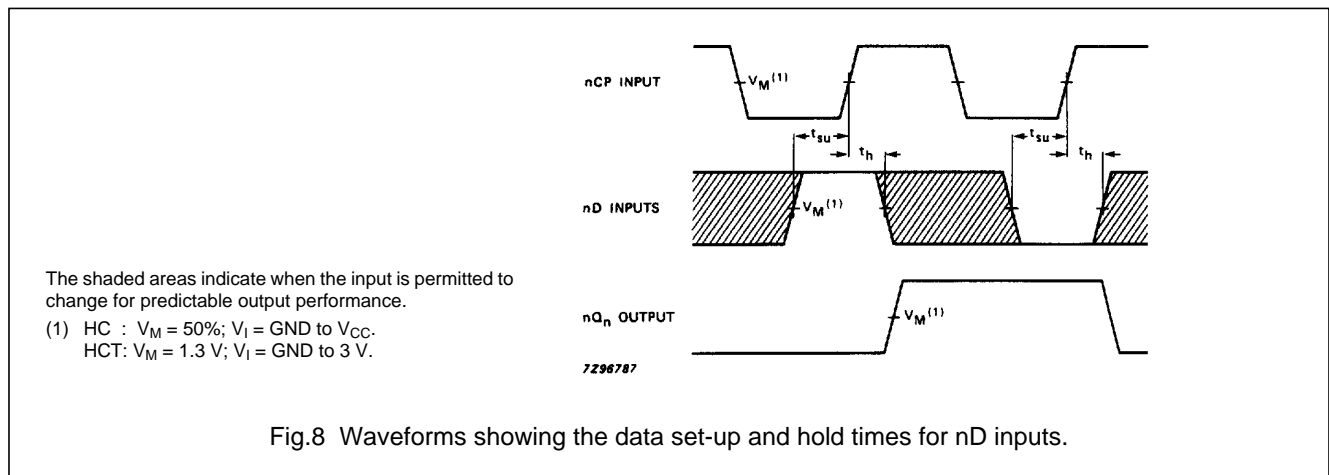 nCP INPUT
V_M(1)
t_su
t_h
t_su
t_h
nD INPUTS
V_M(1)
The shaded areas indicate when the input is permitted to
change for predictable output performance.
(1) HC : V_M = 50%; V_I = GND to V_CC.
HCT: V_M = 1.3 V; V_I = GND to 3 V.
nQ_n OUTPUT
V_M(1)
7Z96787
Fig.8 Waveforms showing the data set-up and hold times for nD inputs.